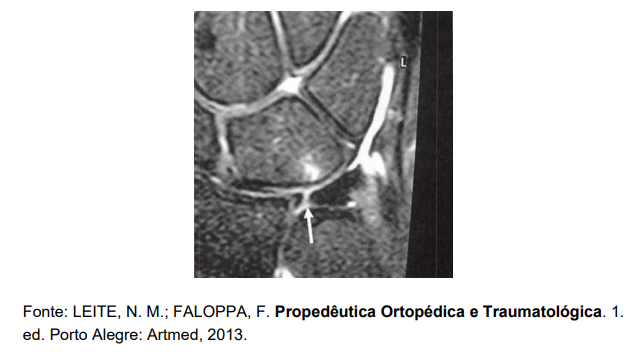 L
Fonte: LEITE, N. M.; FALOPPA, F. Propedêutica Ortopédica e Traumatológica. 1.
ed. Porto Alegre: Artmed, 2013.